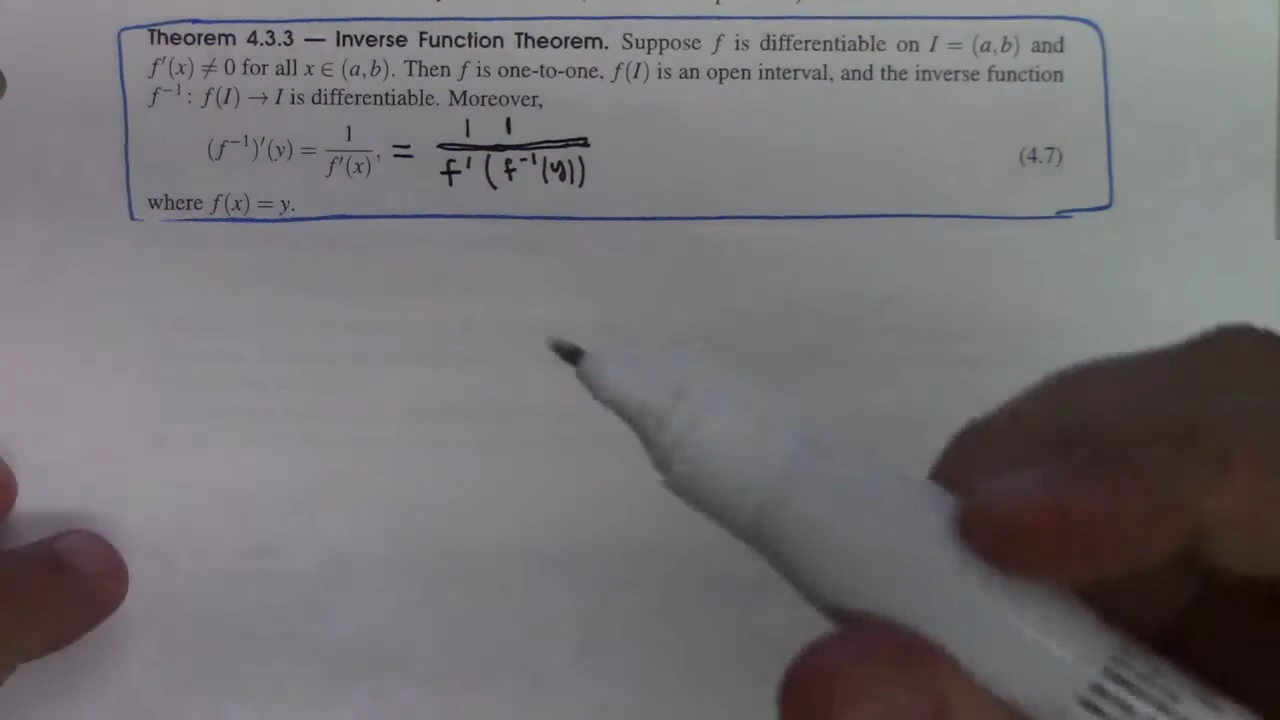 Theorem 4.3.3 — Inverse Function Theorem. Suppose f is differentiable on I = (a,b) and
f′(x) ≠ 0 for all x ∈ (a,b). Then f is one-to-one, f(I) is an open interval, and the inverse function
f⁻¹: f(I) → I is differentiable. Moreover,
(f⁻¹)′(y) = 1/f′(x), = 1 1/f′(f⁻¹(y)) (4.7)
where f(x) = y.